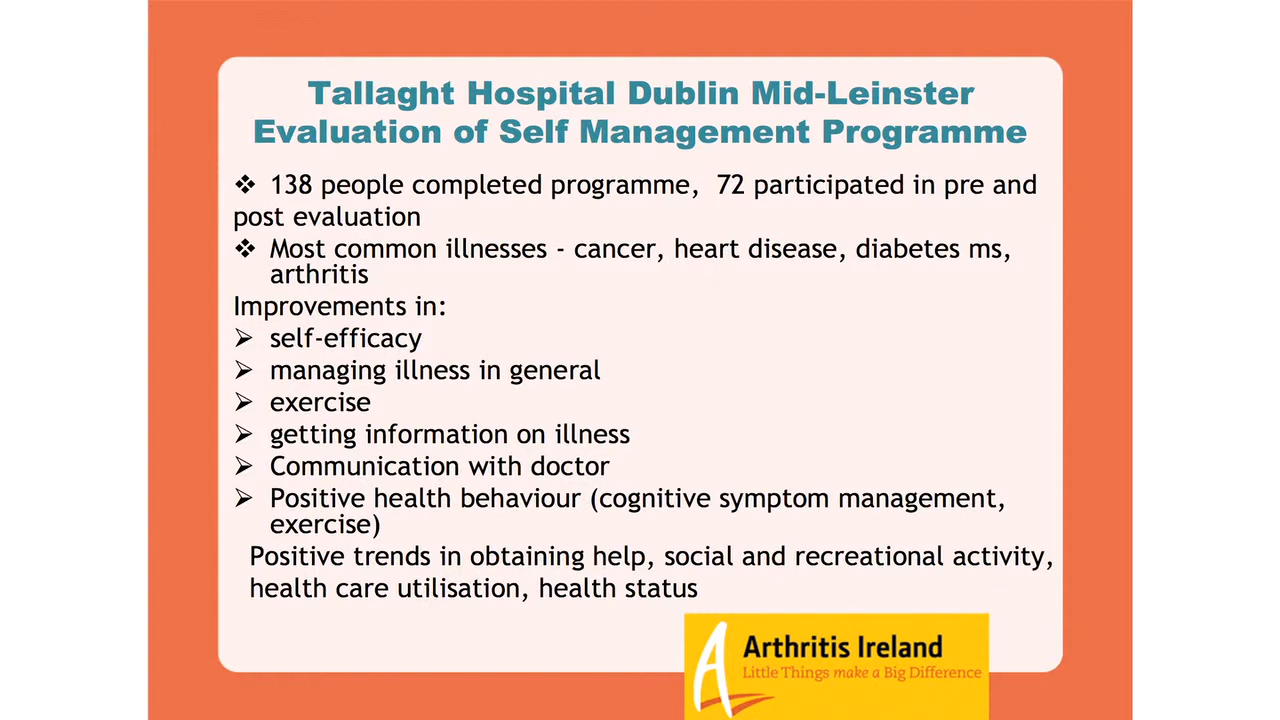 Tallaght Hospital Dublin Mid-Leinster
Evaluation of Self Management Programme
❖ 138 people completed programme, 72 participated in pre and
post evaluation
❖ Most common illnesses - cancer, heart disease, diabetes ms,
arthritis
Improvements in:
➢ self-efficacy
➢ managing illness in general
➢ exercise
➢ getting information on illness
➢ Communication with doctor
➢ Positive health behaviour (cognitive symptom management,
exercise)
Positive trends in obtaining help, social and recreational activity,
health care utilisation, health status
Arthritis Ireland
Little Things make a Big Difference